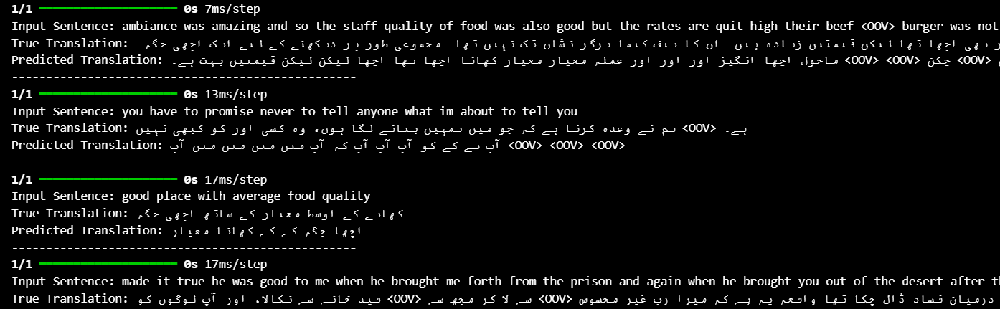 1/1 ━━━━━━━━━━━━━━━━━━━━ 0s 7ms/step
Input Sentence: ambiance was amazing and so the staff quality of food was also good but the rates are quit high their beef <OOV> burger was not
True Translation: ر بھی اچھا تھا لیکن قیمتیں زیادہ ہیں۔ ان کا بیف کیما برگر نشان تک نہیں تھا۔ مجموعی طور پر دیکھنے کے لیے ایک اچھی جگہ۔
Predicted Translation: ماحول اچھا انگیز اور اور اور عملہ معیار معیار کھانا اچھا تھا اچھا لیکن لیکن قیمتیں بہت ہے۔ <OOV> <OOV> چکن <OOV>
--------------------------------------------------
1/1 ━━━━━━━━━━━━━━━━━━━━ 0s 13ms/step
Input Sentence: you have to promise never to tell anyone what im about to tell you
True Translation: تم نے وعدہ کرنا ہے کہ جو میں تمہیں بتانے لگا ہوں، وہ کسی اور کو کبھی نہیں <OOV> ہے۔
Predicted Translation: آپ نے کے کو آپ آپ آپ کہ آپ میں میں میں میں آپ <OOV> <OOV> <OOV>
--------------------------------------------------
1/1 ━━━━━━━━━━━━━━━━━━━━ 0s 17ms/step
Input Sentence: good place with average food quality
True Translation: کھانے کے اوسط معیار کے ساتھ اچھی جگہ
Predicted Translation: اچھا جگہ کے کے کھانا معیار
--------------------------------------------------
1/1 ━━━━━━━━━━━━━━━━━━━━ 0s 17ms/step
Input Sentence: made it true he was good to me when he brought me forth from the prison and again when he brought you out of the desert after th
True Translation: قید خانے سے نکالا، اور آپ لوگوں کو <OOV> سے لا کر مجھ سے <OOV> درمیان فساد ڈال چکا تھا واقعہ یہ ہے کہ میرا رب غیر محسوس